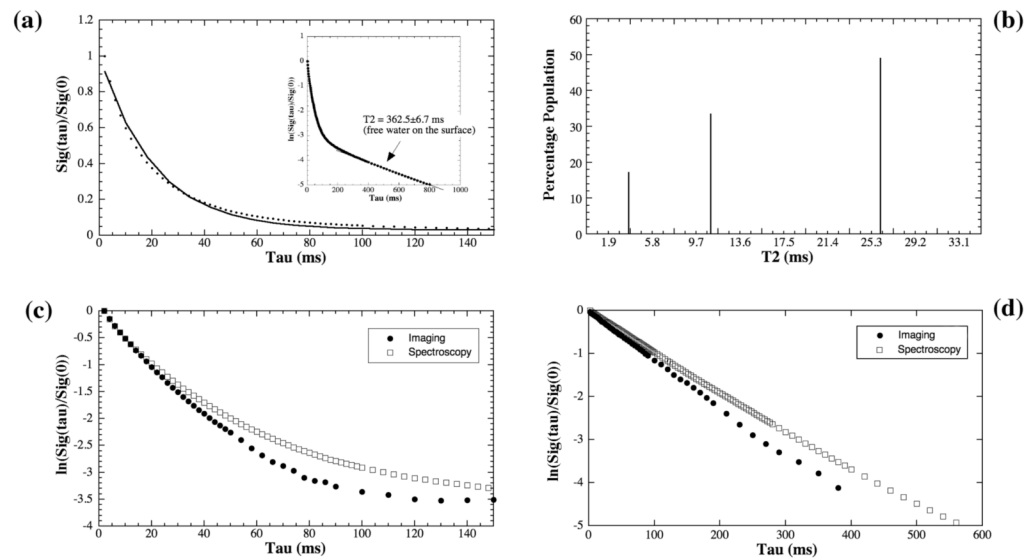 (a)
1.2
1
0.8
0.6
0.4
0.2
0
Sig(tau)/Sig(0)
0 20 40 60 80 100 120 140
Tau (ms)
1
0
-1
-2
-3
-4
-5
ln(Sig(tau)/Sig(0))
T2 = 362.5±6.7 ms
(free water on the surface)
0 200 400 600 800 1000
Tau (ms)
(b)
60
50
40
30
20
10
0
Percentage Population
1.9 5.8 9.7 13.6 17.5 21.4 25.3 29.2 33.1
T2 (ms)
(c)
0
-0.5
-1
-1.5
-2
-2.5
-3
-3.5
-4
ln(Sig(tau)/Sig(0))
Imaging
Spectroscopy
0 20 40 60 80 100 120 140
Tau (ms)
(d)
0
-1
-2
-3
-4
-5
ln(Sig(tau)/Sig(0))
Imaging
Spectroscopy
0 100 200 300 400 500 600
Tau (ms)